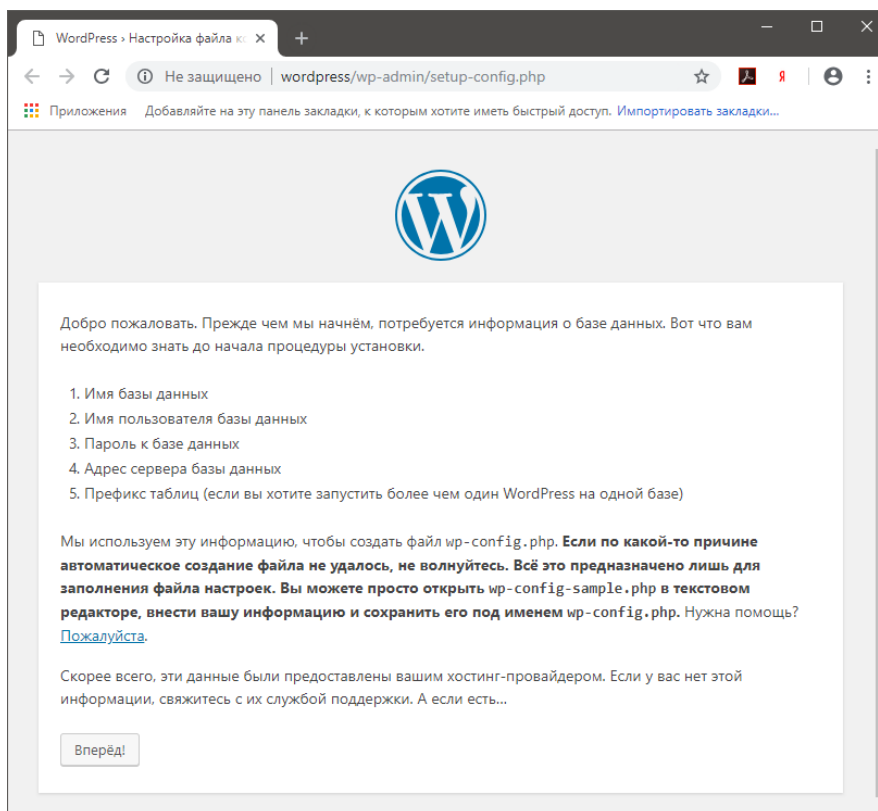 WordPress › Настройка файла ко
Не защищено | wordpress/wp-admin/setup-config.php
Приложения Добавляйте на эту панель закладки, к которым хотите иметь быстрый доступ. Импортировать закладки...
Добро пожаловать. Прежде чем мы начнём, потребуется информация о базе данных. Вот что вам
необходимо знать до начала процедуры установки.
1. Имя базы данных
2. Имя пользователя базы данных
3. Пароль к базе данных
4. Адрес сервера базы данных
5. Префикс таблиц (если вы хотите запустить более чем один WordPress на одной базе)
Мы используем эту информацию, чтобы создать файл wp-config.php. Если по какой-то причине
автоматическое создание файла не удалось, не волнуйтесь. Всё это предназначено лишь для
заполнения файла настроек. Вы можете просто открыть wp-config-sample.php в текстовом
редакторе, внести вашу информацию и сохранить его под именем wp-config.php. Нужна помощь?
Пожалуйста.
Скорее всего, эти данные были предоставлены вашим хостинг-провайдером. Если у вас нет этой
информации, свяжитесь с их службой поддержки. А если есть…
Вперёд!